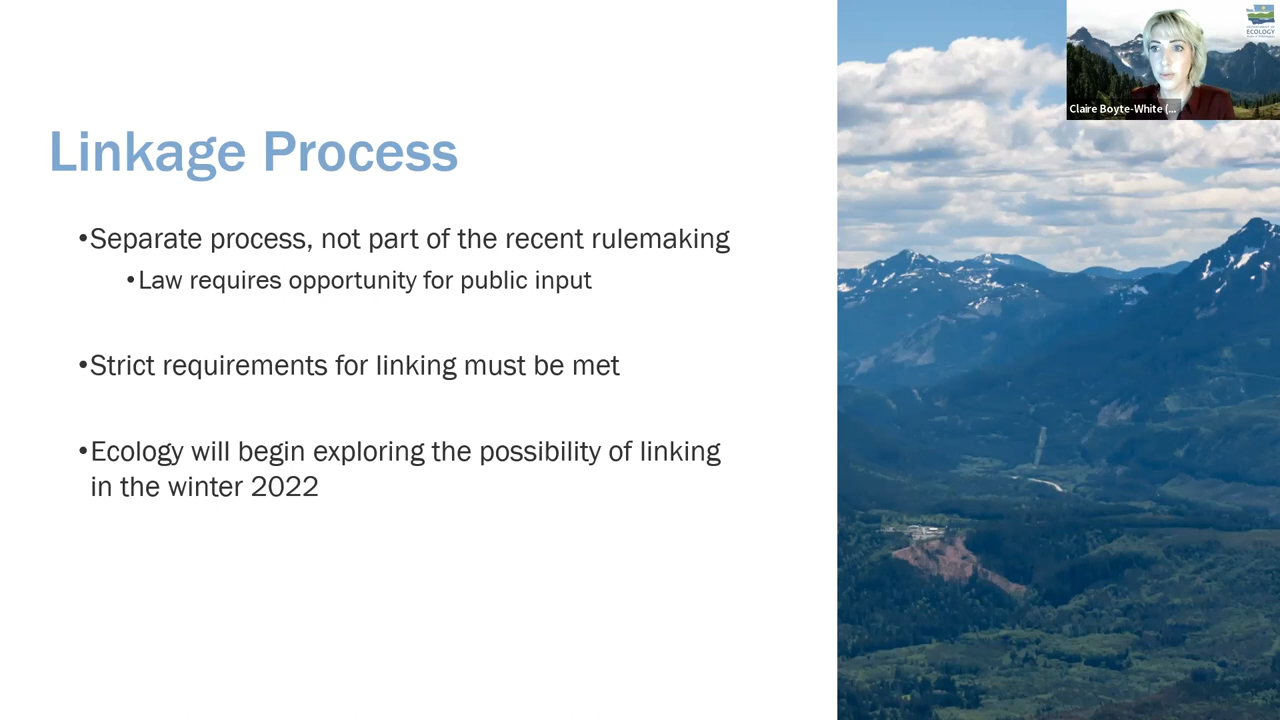 Linkage Process
•Separate process, not part of the recent rulemaking
•Law requires opportunity for public input
•Strict requirements for linking must be met
•Ecology will begin exploring the possibility of linking
in the winter 2022
ECOLOGY
Claire Boyte-White (...